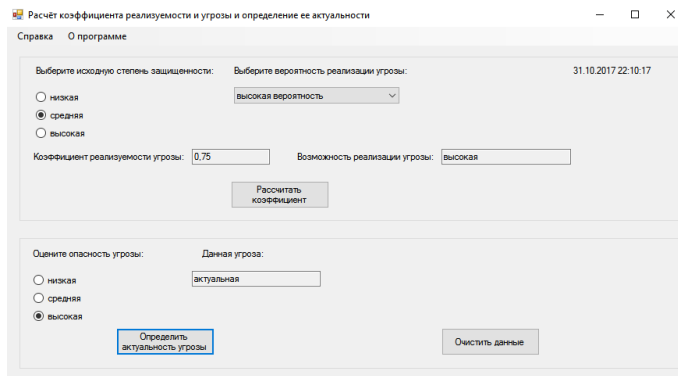 Расчёт коэффициента реализуемости и угрозы и определение ее актуальности
Справка О программе
Выберите исходную степень защищенности: Выберите вероятность реализации угрозы: 31.10.2017 22:10:17
низкая
высокая вероятность
средняя
высокая
Коэффициент реализуемости угрозы: 0,75 Возможность реализации угрозы: высокая
Рассчитать
коэффициент
Оцените опасность угрозы: Данная угроза:
низкая
актуальная
средняя
высокая
Определить
актуальность угрозы
Очистить данные